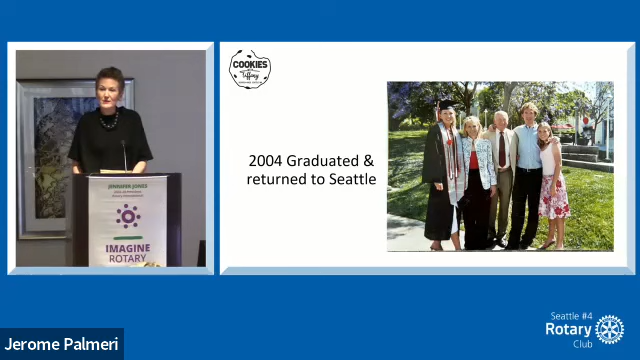 COOKIES
Tiffany
2004 Graduated &
returned to Seattle
JENNIFER JONES
IMAGINE
ROTARY
Seattle #4
Rotary
Club
Jerome Palmeri